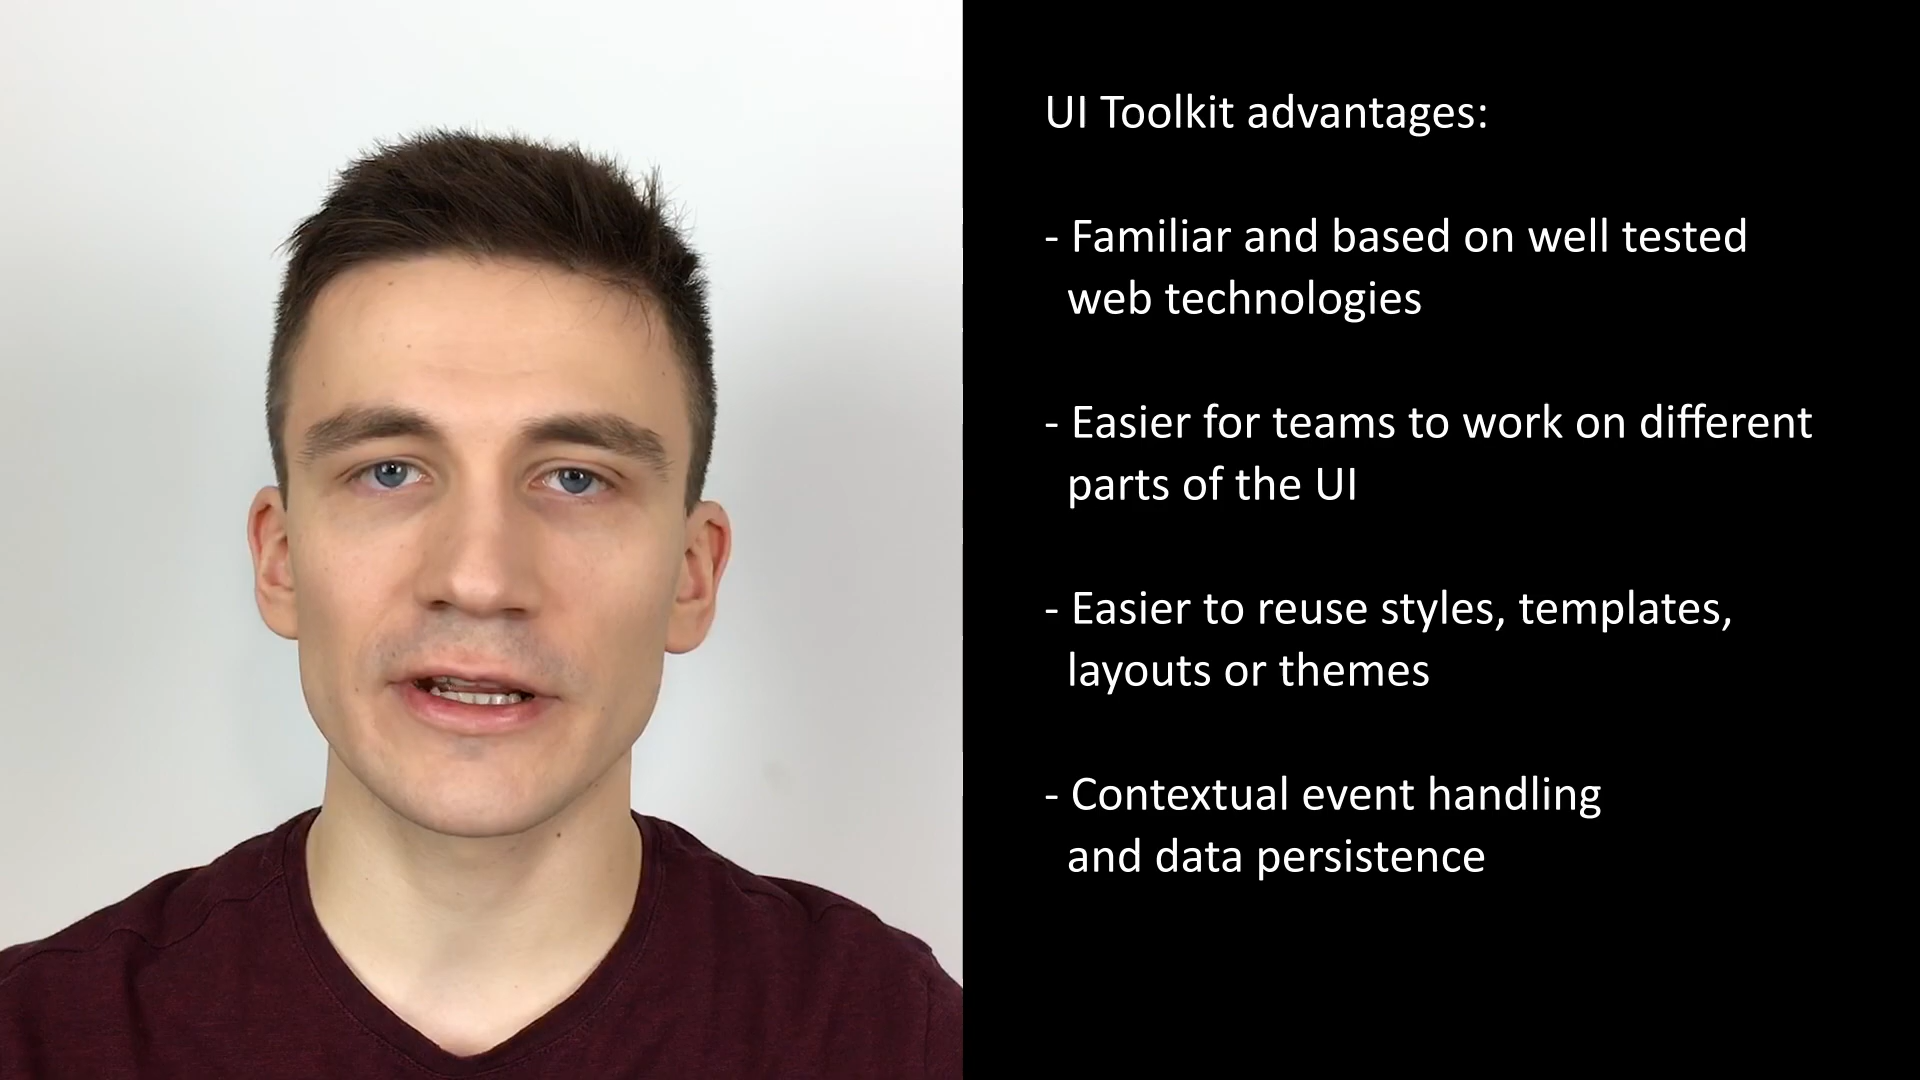 UI Toolkit advantages:
- Familiar and based on well tested
web technologies
- Easier for teams to work on different
parts of the UI
- Easier to reuse styles, templates,
layouts or themes
- Contextual event handling
and data persistence